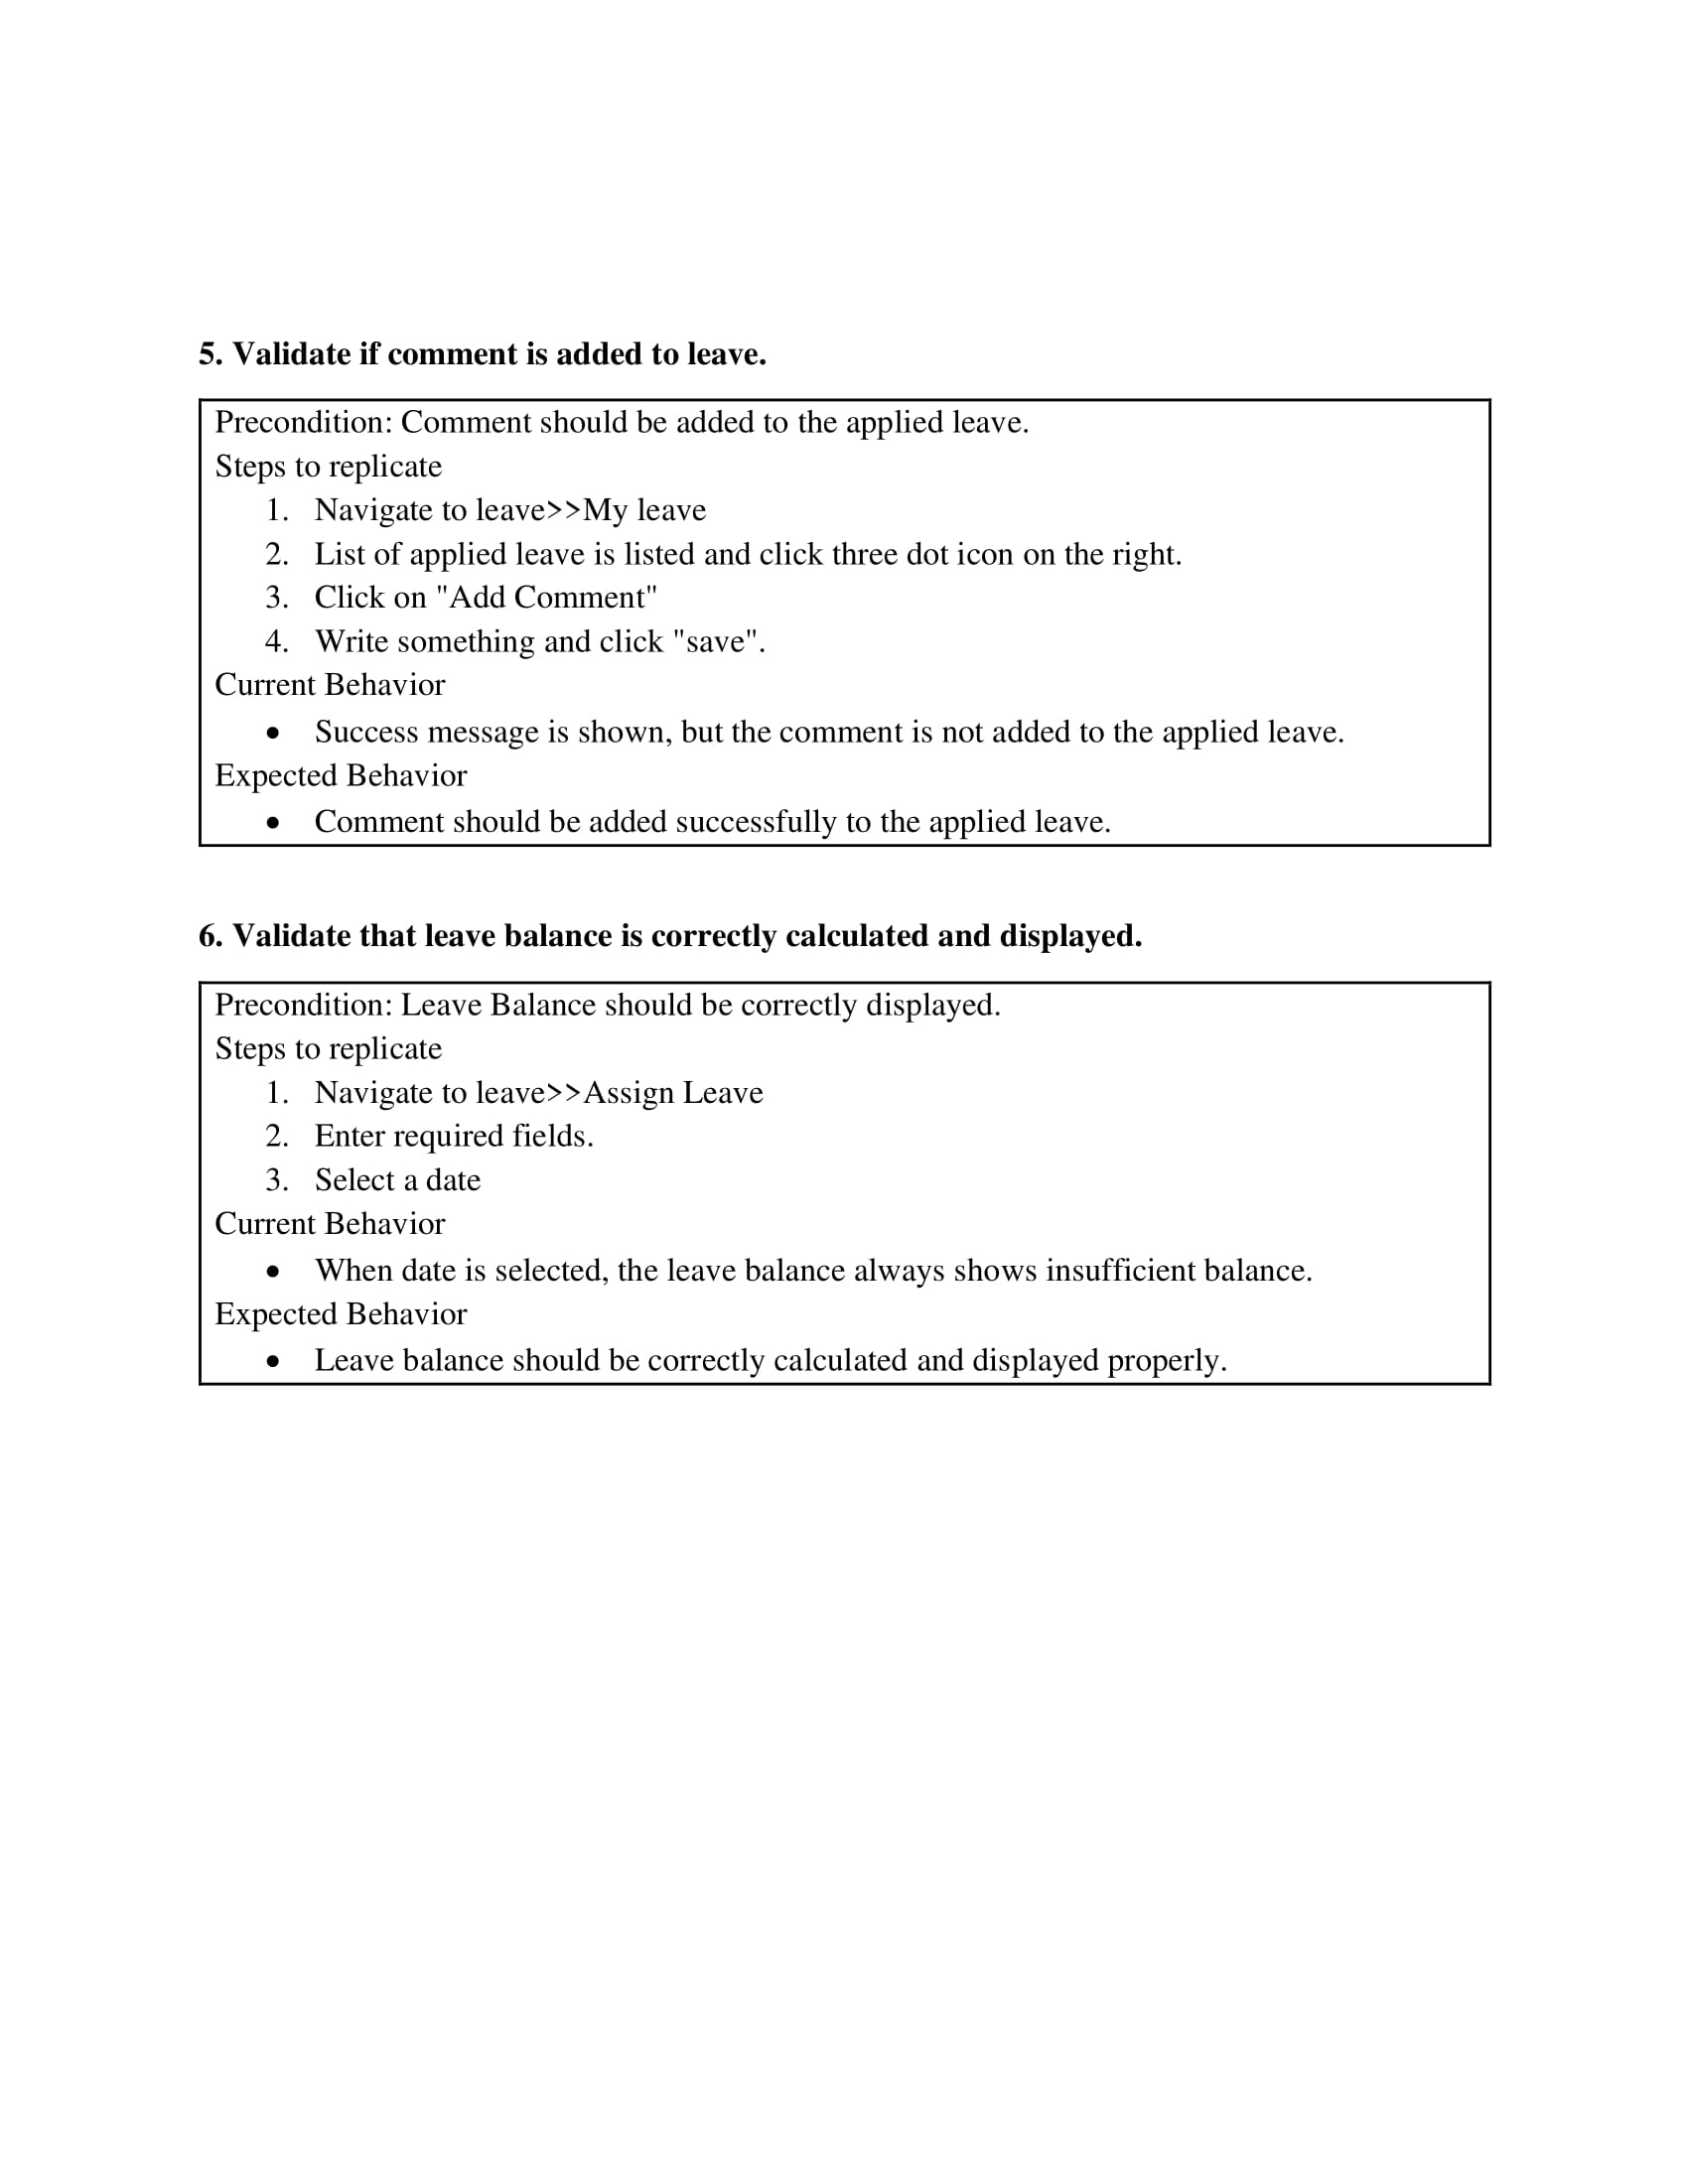 5. Validate if comment is added to leave.
Precondition: Comment should be added to the applied leave.
Steps to replicate
1. Navigate to leave>>My leave
2. List of applied leave is listed and click three dot icon on the right.
3. Click on "Add Comment"
4. Write something and click "save".
Current Behavior
• Success message is shown, but the comment is not added to the applied leave.
Expected Behavior
• Comment should be added successfully to the applied leave.
6. Validate that leave balance is correctly calculated and displayed.
Precondition: Leave Balance should be correctly displayed.
Steps to replicate
1. Navigate to leave>>Assign Leave
2. Enter required fields.
3. Select a date
Current Behavior
• When date is selected, the leave balance always shows insufficient balance.
Expected Behavior
• Leave balance should be correctly calculated and displayed properly.